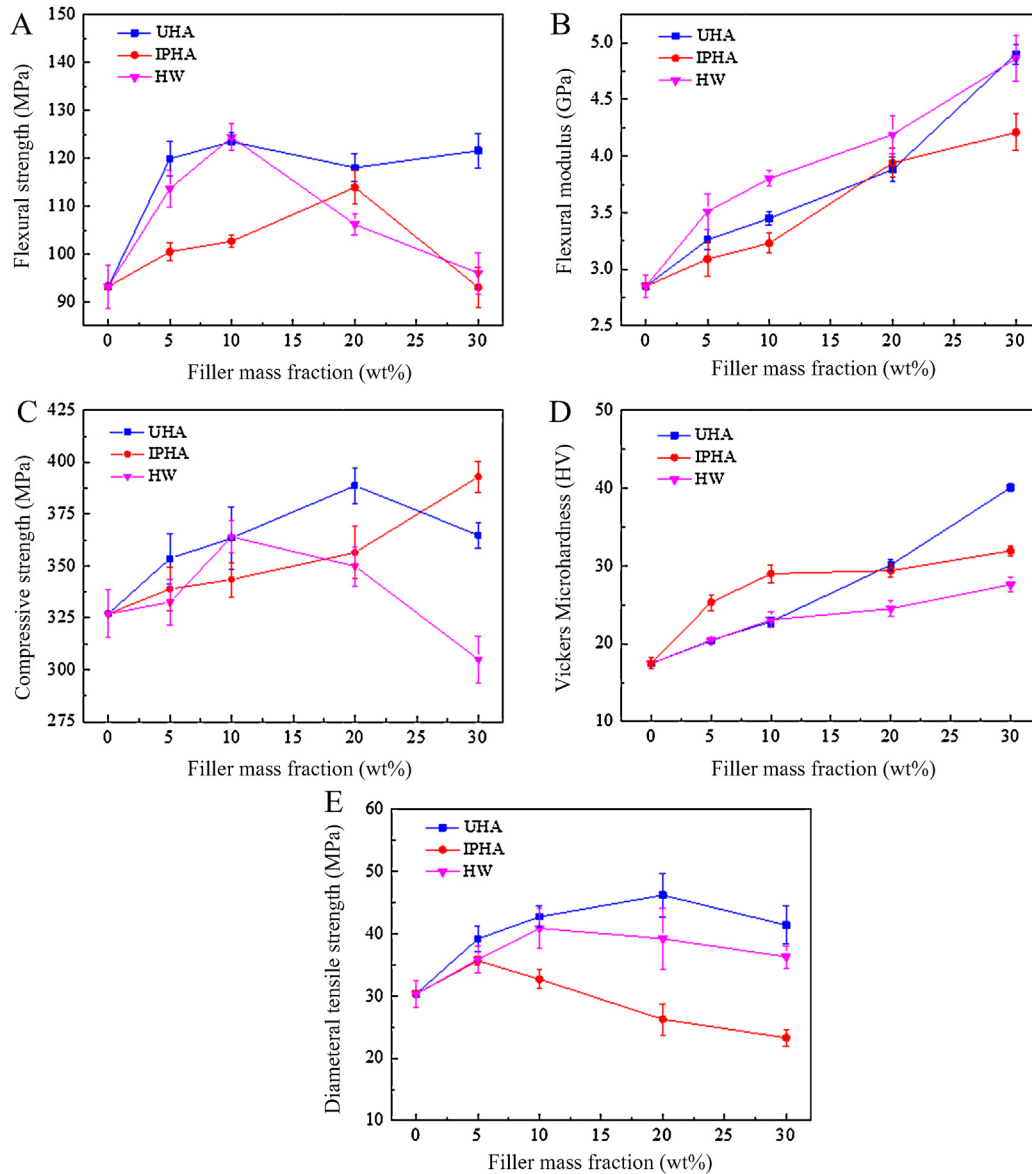 A
Flexural strength (MPa)
150
140
130
120
110
100
90
UHA
IPHA
HW
0 5 10 15 20 25 30
Filler mass fraction (wt%)
B
Flexural modulus (GPa)
5.0
4.5
4.0
3.5
3.0
2.5
UHA
IPHA
HW
0 5 10 15 20 25 30
Filler mass fraction (wt%)
C
Compressive strength (MPa)
425
400
375
350
325
300
275
UHA
IPHA
HW
0 5 10 15 20 25 30
Filler mass fraction (wt%)
D
Vickers Microhardness (HV)
50
40
30
20
10
UHA
IPHA
HW
0 5 10 15 20 25 30
Filler mass fraction (wt%)
E
Diameteral tensile strength (MPa)
60
50
40
30
20
10
UHA
IPHA
HW
0 5 10 15 20 25 30
Filler mass fraction (wt%)